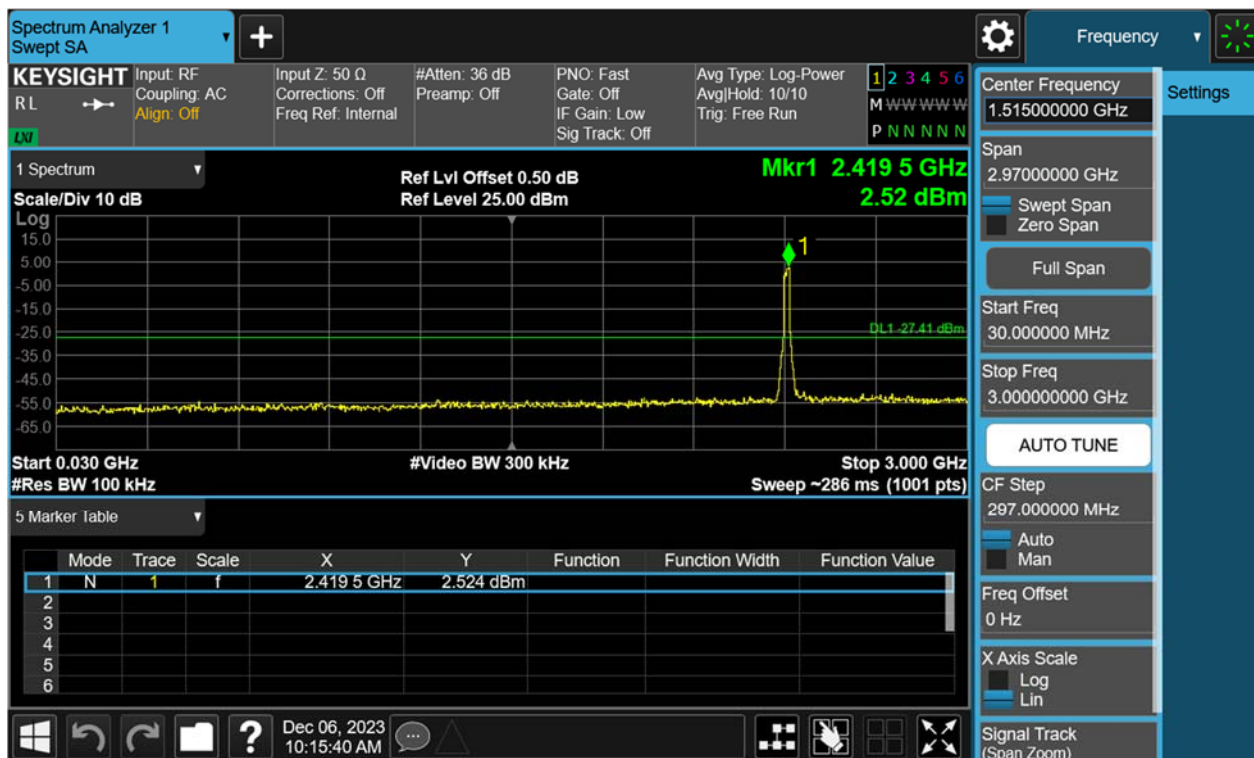 Spectrum Analyzer 1
Swept SA
Frequency
KEYSIGHT
R L
LXI
Input: RF
Coupling: AC
Align: Off
Input Z: 50 Ω
Corrections: Off
Freq Ref: Internal
#Atten: 36 dB
Preamp: Off
PNO: Fast
Gate: Off
IF Gain: Low
Sig Track: Off
Avg Type: Log-Power
Avg|Hold: 10/10
Trig: Free Run
1 2 3 4 5 6
M W W W W W
P N N N N N
1 Spectrum
Scale/Div 10 dB
Ref Lvl Offset 0.50 dB
Ref Level 25.00 dBm
Mkr1 2.419 5 GHz
2.52 dBm
Log
15.0
5.00
-5.00
-15.0
-25.0
-35.0
-45.0
-55.0
-65.0
1
DL1 -27.41 dBm
Start 0.030 GHz
#Res BW 100 kHz
#Video BW 300 kHz
Stop 3.000 GHz
Sweep ~286 ms (1001 pts)
5 Marker Table
Mode Trace Scale X Y Function Function Width Function Value
1 N 1 f 2.419 5 GHz 2.524 dBm
2
3
4
5
6
Dec 06, 2023
10:15:40 AM
Center Frequency
1.515000000 GHz
Span
2.97000000 GHz
Swept Span
Zero Span
Full Span
Start Freq
30.000000 MHz
Stop Freq
3.000000000 GHz
AUTO TUNE
CF Step
297.000000 MHz
Auto
Man
Freq Offset
0 Hz
X Axis Scale
Log
Lin
Signal Track
(Span Zoom)
Settings